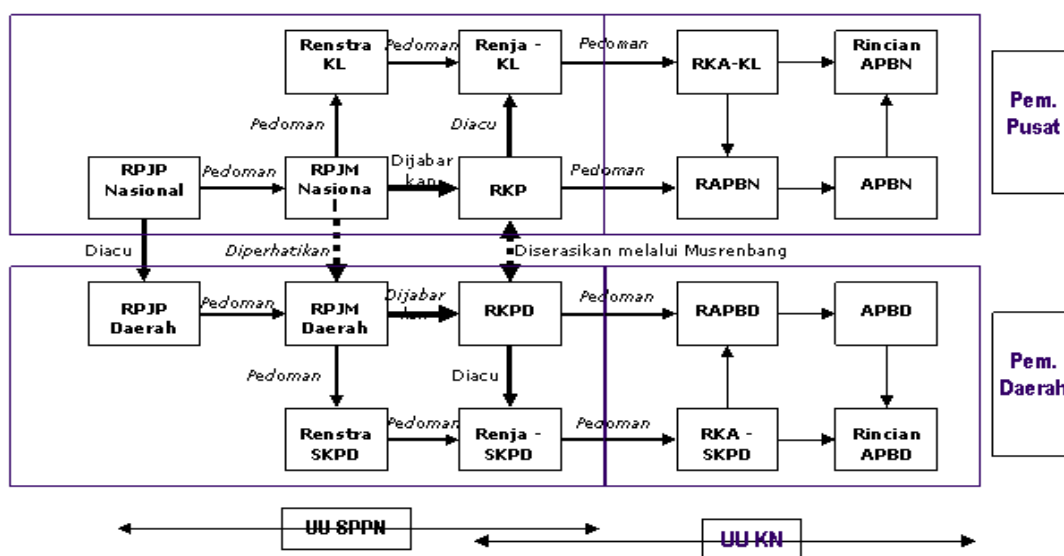 Renstra
KL
Pedoman
Renja -
KL
Pedoman
RKA-KL
Rincian
APBN
Pem.
Pusat
Pedoman
Diacu
RPJP
Nasional
Pedoman
RPJM
Nasiona
Dijabar
kan
RKP
Pedoman
RAPBN
APBN
Diacu
Diperhatikan
Diserasikan melalui Musrenbang
RPJP
Daerah
Pedoman
RPJM
Daerah
Dijabar
kan
RKPD
Pedoman
RAPBD
APBD
Pem.
Daerah
Pedoman
Diacu
Renstra
SKPD
Pedoman
Renja -
SKPD
Pedoman
RKA -
SKPD
Rincian
APBD
UU SPPN
UU KN